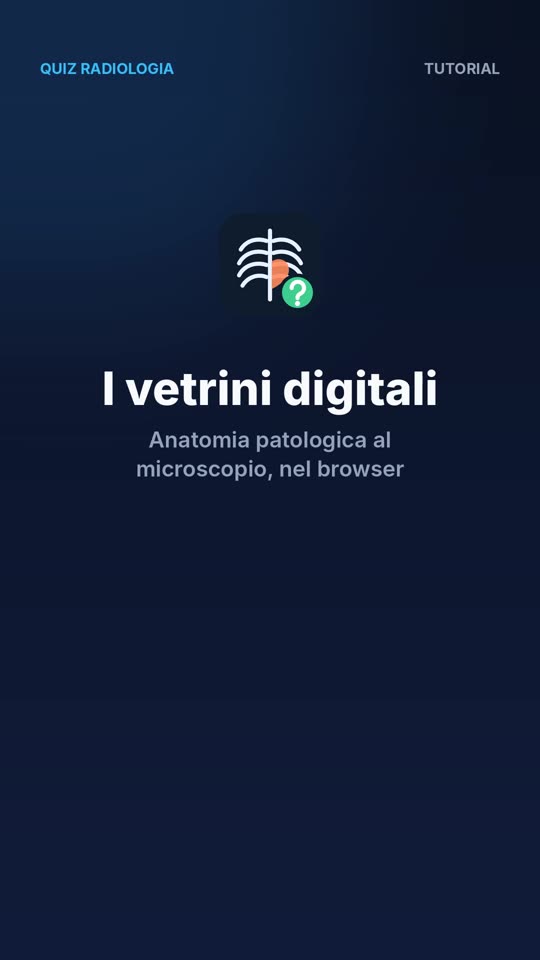 QUIZ RADIOLOGIA
TUTORIAL
?
I vetrini digitali
Anatomia patologica al
microscopio, nel browser